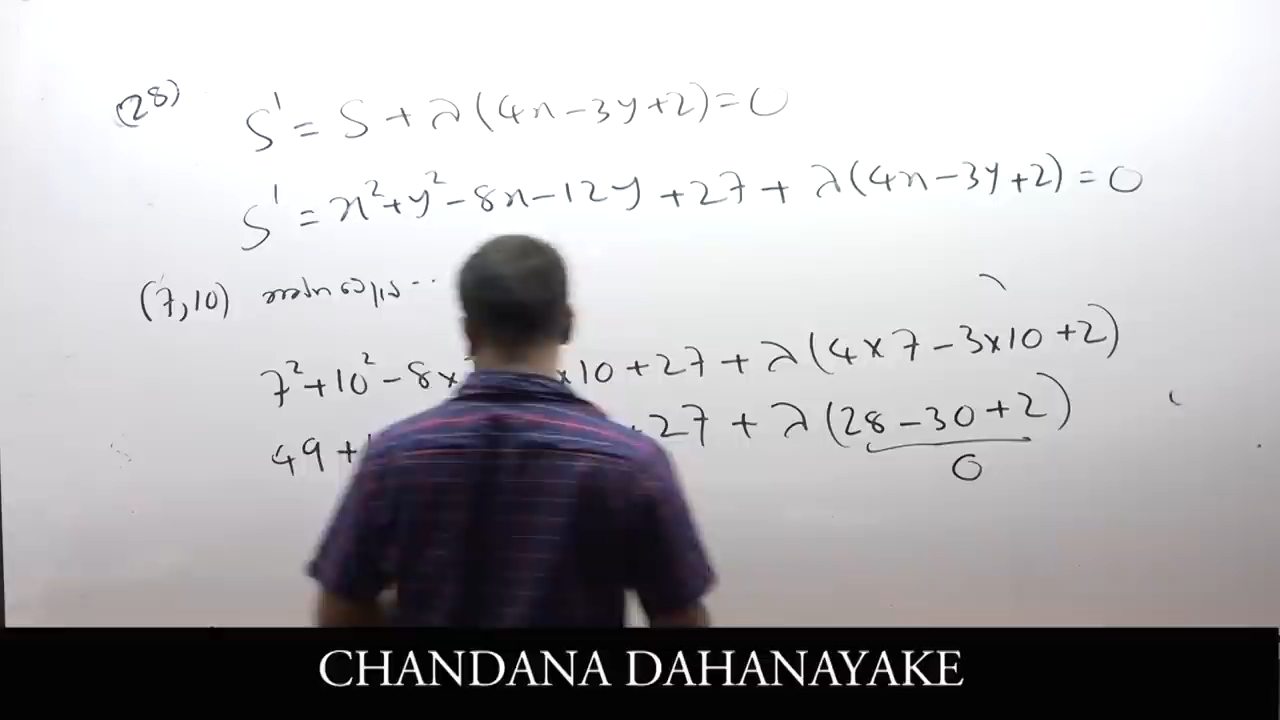 (28) S' = S + λ(4x-3y+2) = 0
S' = x²+y²-8x-12y+27+λ(4x-3y+2) = 0
(7,10)
7²+10²-8x x10+27+λ(4x7-3x10+2)
49+ 27+λ(28-30+2)
0
CHANDANA DAHANAYAKE